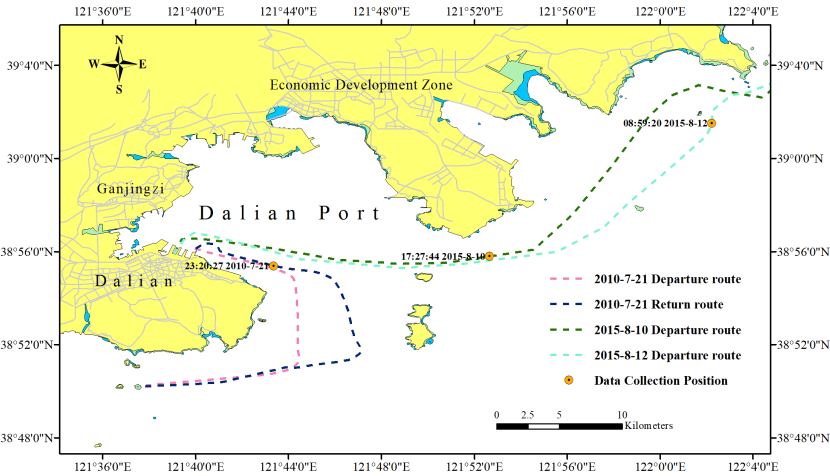 121°36'0"E 121°40'0"E 121°44'0"E 121°48'0"E 121°52'0"E 121°56'0"E 122°0'0"E 122°4'0"E
N
W E
S
39°4'0"N 39°4'0"N
Economic Development Zone
08:59:20 2015-8-12
39°0'0"N 39°0'0"N
Ganjingzi
Dalian Port
38°56'0"N 38°56'0"N
17:27:44 2015-8-10
23:20:27 2010-7-21
Dalian
2010-7-21 Departure route
2010-7-21 Return route
2015-8-10 Departure route
38°52'0"N 38°52'0"N
2015-8-12 Departure route
Data Collection Position
0 2.5 5 10
Kilometers
38°48'0"N 38°48'0"N
121°36'0"E 121°40'0"E 121°44'0"E 121°48'0"E 121°52'0"E 121°56'0"E 122°0'0"E 122°4'0"E